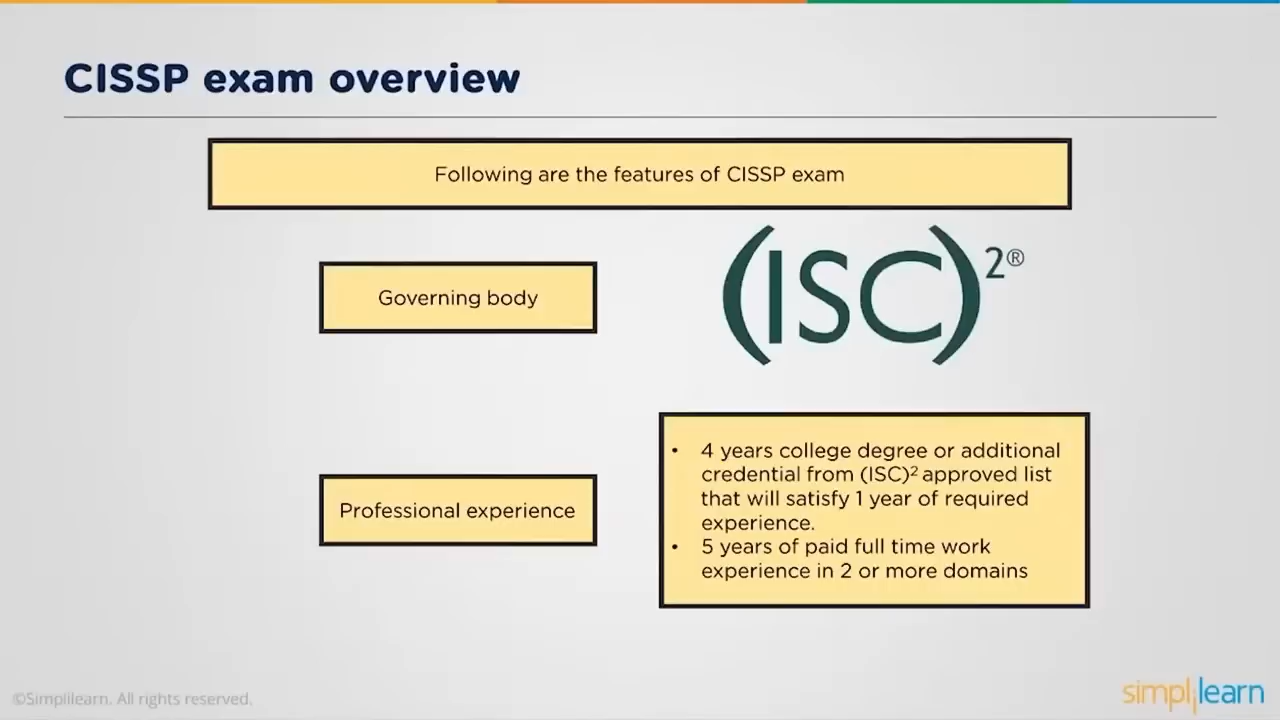 CISSP exam overview
Following are the features of CISSP exam
Governing body
(ISC)²®
Professional experience
• 4 years college degree or additional
credential from (ISC)² approved list
that will satisfy 1 year of required
experience.
• 5 years of paid full time work
experience in 2 or more domains
©Simplilearn. All rights reserved.
simplilearn